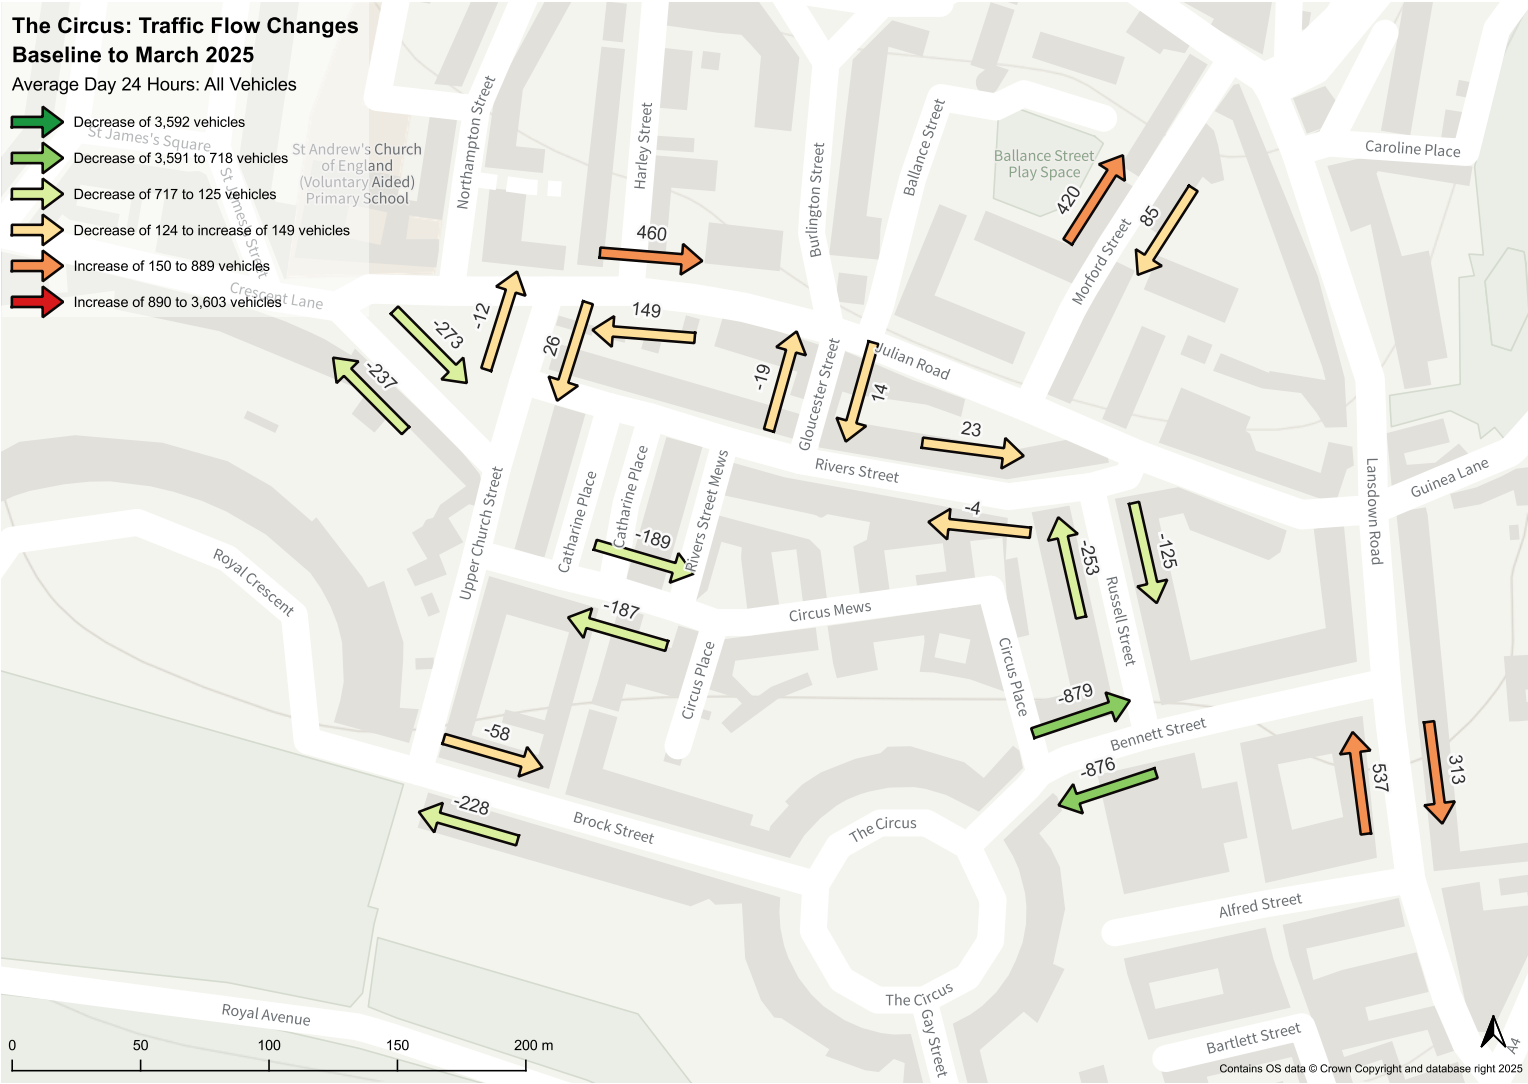 The Circus: Traffic Flow Changes
Baseline to March 2025
Average Day 24 Hours: All Vehicles
Decrease of 3,592 vehicles
Decrease of 3,591 to 718 vehicles
Decrease of 717 to 125 vehicles
Decrease of 124 to increase of 149 vehicles
Increase of 150 to 889 vehicles
Increase of 890 to 3,603 vehicles
St James's Square
St James's Street
Crescent Lane
St Andrew's Church
of England
(Voluntary Aided)
Primary School
Northampton Street
Harley Street
Burlington Street
Ballance Street
Ballance Street
Play Space
Caroline Place
Morford Street
420
85
460
-12
26
149
-273
-237
-19
14
Gloucester Street
Julian Road
23
Rivers Street
-4
Lansdown Road
Guinea Lane
Upper Church Street
Catharine Place
Catharine Place
Rivers Street Mews
-189
-187
Royal Crescent
Circus Mews
Circus Place
Circus Place
-253
-125
Russell Street
-879
Bennett Street
-876
537
313
-58
-228
Brock Street
The Circus
The Circus
Gay Street
Alfred Street
Bartlett Street
A4
Royal Avenue
0
50
100
150
200 m
Contains OS data © Crown Copyright and database right 2025